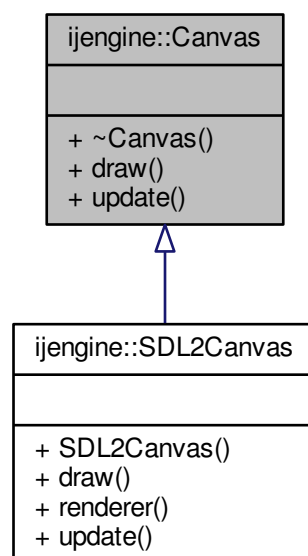 ijengine::Canvas
+ ~Canvas()
+ draw()
+ update()
ijengine::SDL2Canvas
+ SDL2Canvas()
+ draw()
+ renderer()
+ update()